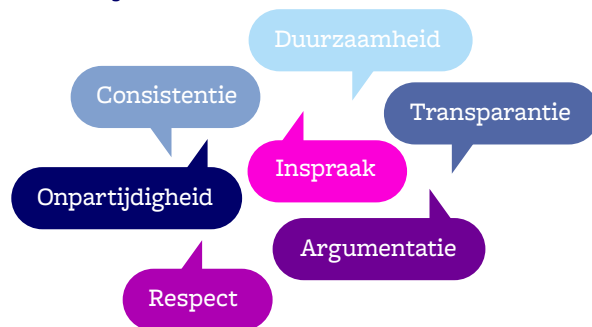 Duurzaamheid
Consistentie
Transparantie
Inspraak
Onpartijdigheid
Argumentatie
Respect